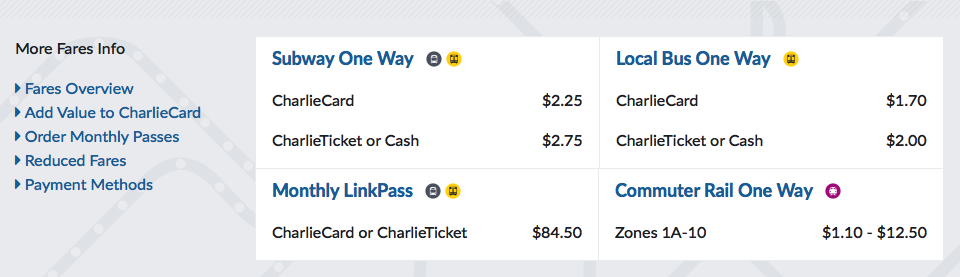 More Fares Info
Fares Overview
Add Value to CharlieCard
Order Monthly Passes
Reduced Fares
Payment Methods
Subway One Way
CharlieCard $2.25
CharlieTicket or Cash $2.75
Local Bus One Way
CharlieCard $1.70
CharlieTicket or Cash $2.00
Monthly LinkPass
CharlieCard or CharlieTicket $84.50
Commuter Rail One Way
Zones 1A-10 $1.10 - $12.50